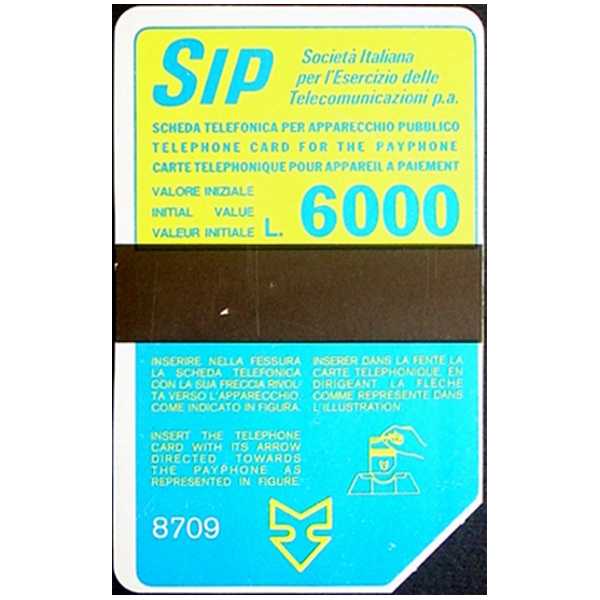 SIP
Società Italiana
per l'Esercizio delle
Telecomunicazioni p.a.
SCHEDA TELEFONICA PER APPARECCHIO PUBBLICO
TELEPHONE CARD FOR THE PAYPHONE
CARTE TELEPHONIQUE POUR APPAREIL A PAIEMENT
VALORE INIZIALE
INITIAL VALUE
VALEUR INITIALE L. 6000
INSERIRE NELLA FESSURA
LA SCHEDA TELEFONICA
CON LA SUA FRECCIA RIVOL-
TA VERSO L'APPARECCHIO
COME INDICATO IN FIGURA.
INSERER DANS LA FENTE LA
CARTE TELEPHONIQUE, EN
DIRIGEANT LA FLECHE
COMME REPRESENTE DANS
L'ILLUSTRATION.
INSERT THE TELEPHONE
CARD WITH ITS ARROW
DIRECTED TOWARDS
THE PAYPHONE AS
REPRESENTED IN FIGURE.
8709